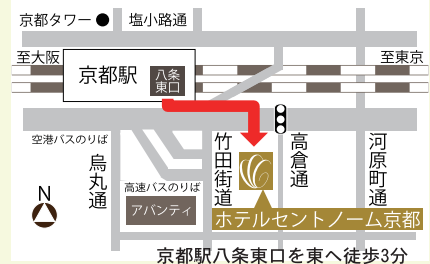 京都タワー
塩小路通
至大阪
至東京
京都駅
八条
東口
空港バスのりば
烏丸通
竹田街道
高倉通
河原町通
高速バスのりば
アバンティ
N
ホテルセントノーム京都
京都駅八条東口を東へ徒歩3分